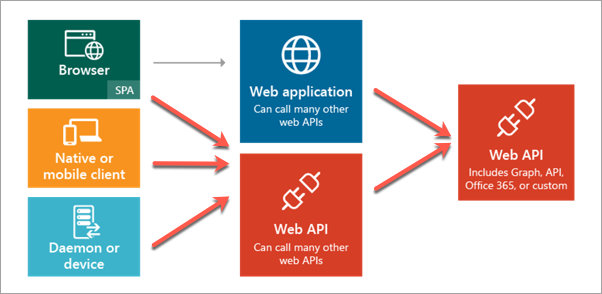 Browser
SPA
Native or
mobile client
Daemon or
device
Web application
Can call many other
web APIs
Web API
Can call many other
web APIs
Web API
Includes Graph, API,
Office 365, or custom